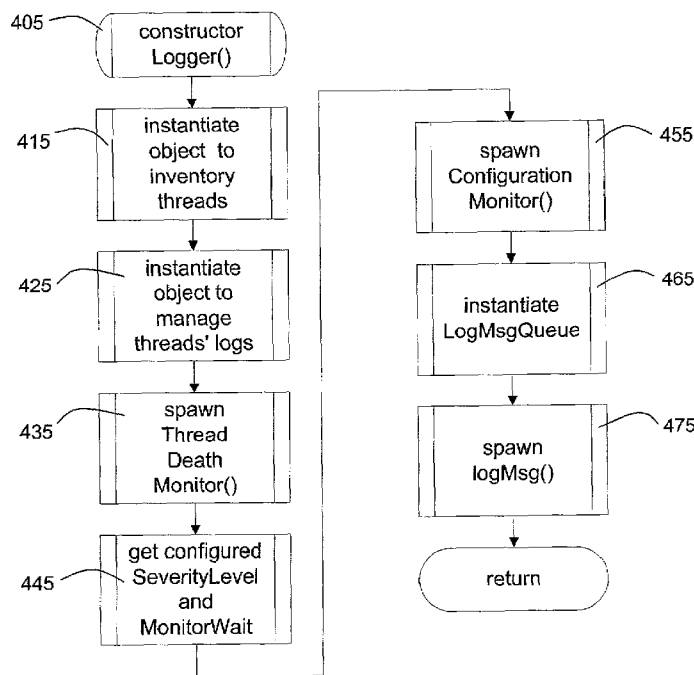 405
constructor
Logger()
415
instantiate
object to
inventory
threads
425
instantiate
object to
manage
threads' logs
435
spawn
Thread
Death
Monitor()
445
get configured
SeverityLevel
and
MonitorWait
455
spawn
Configuration
Monitor()
465
instantiate
LogMsgQueue
475
spawn
logMsg()
return